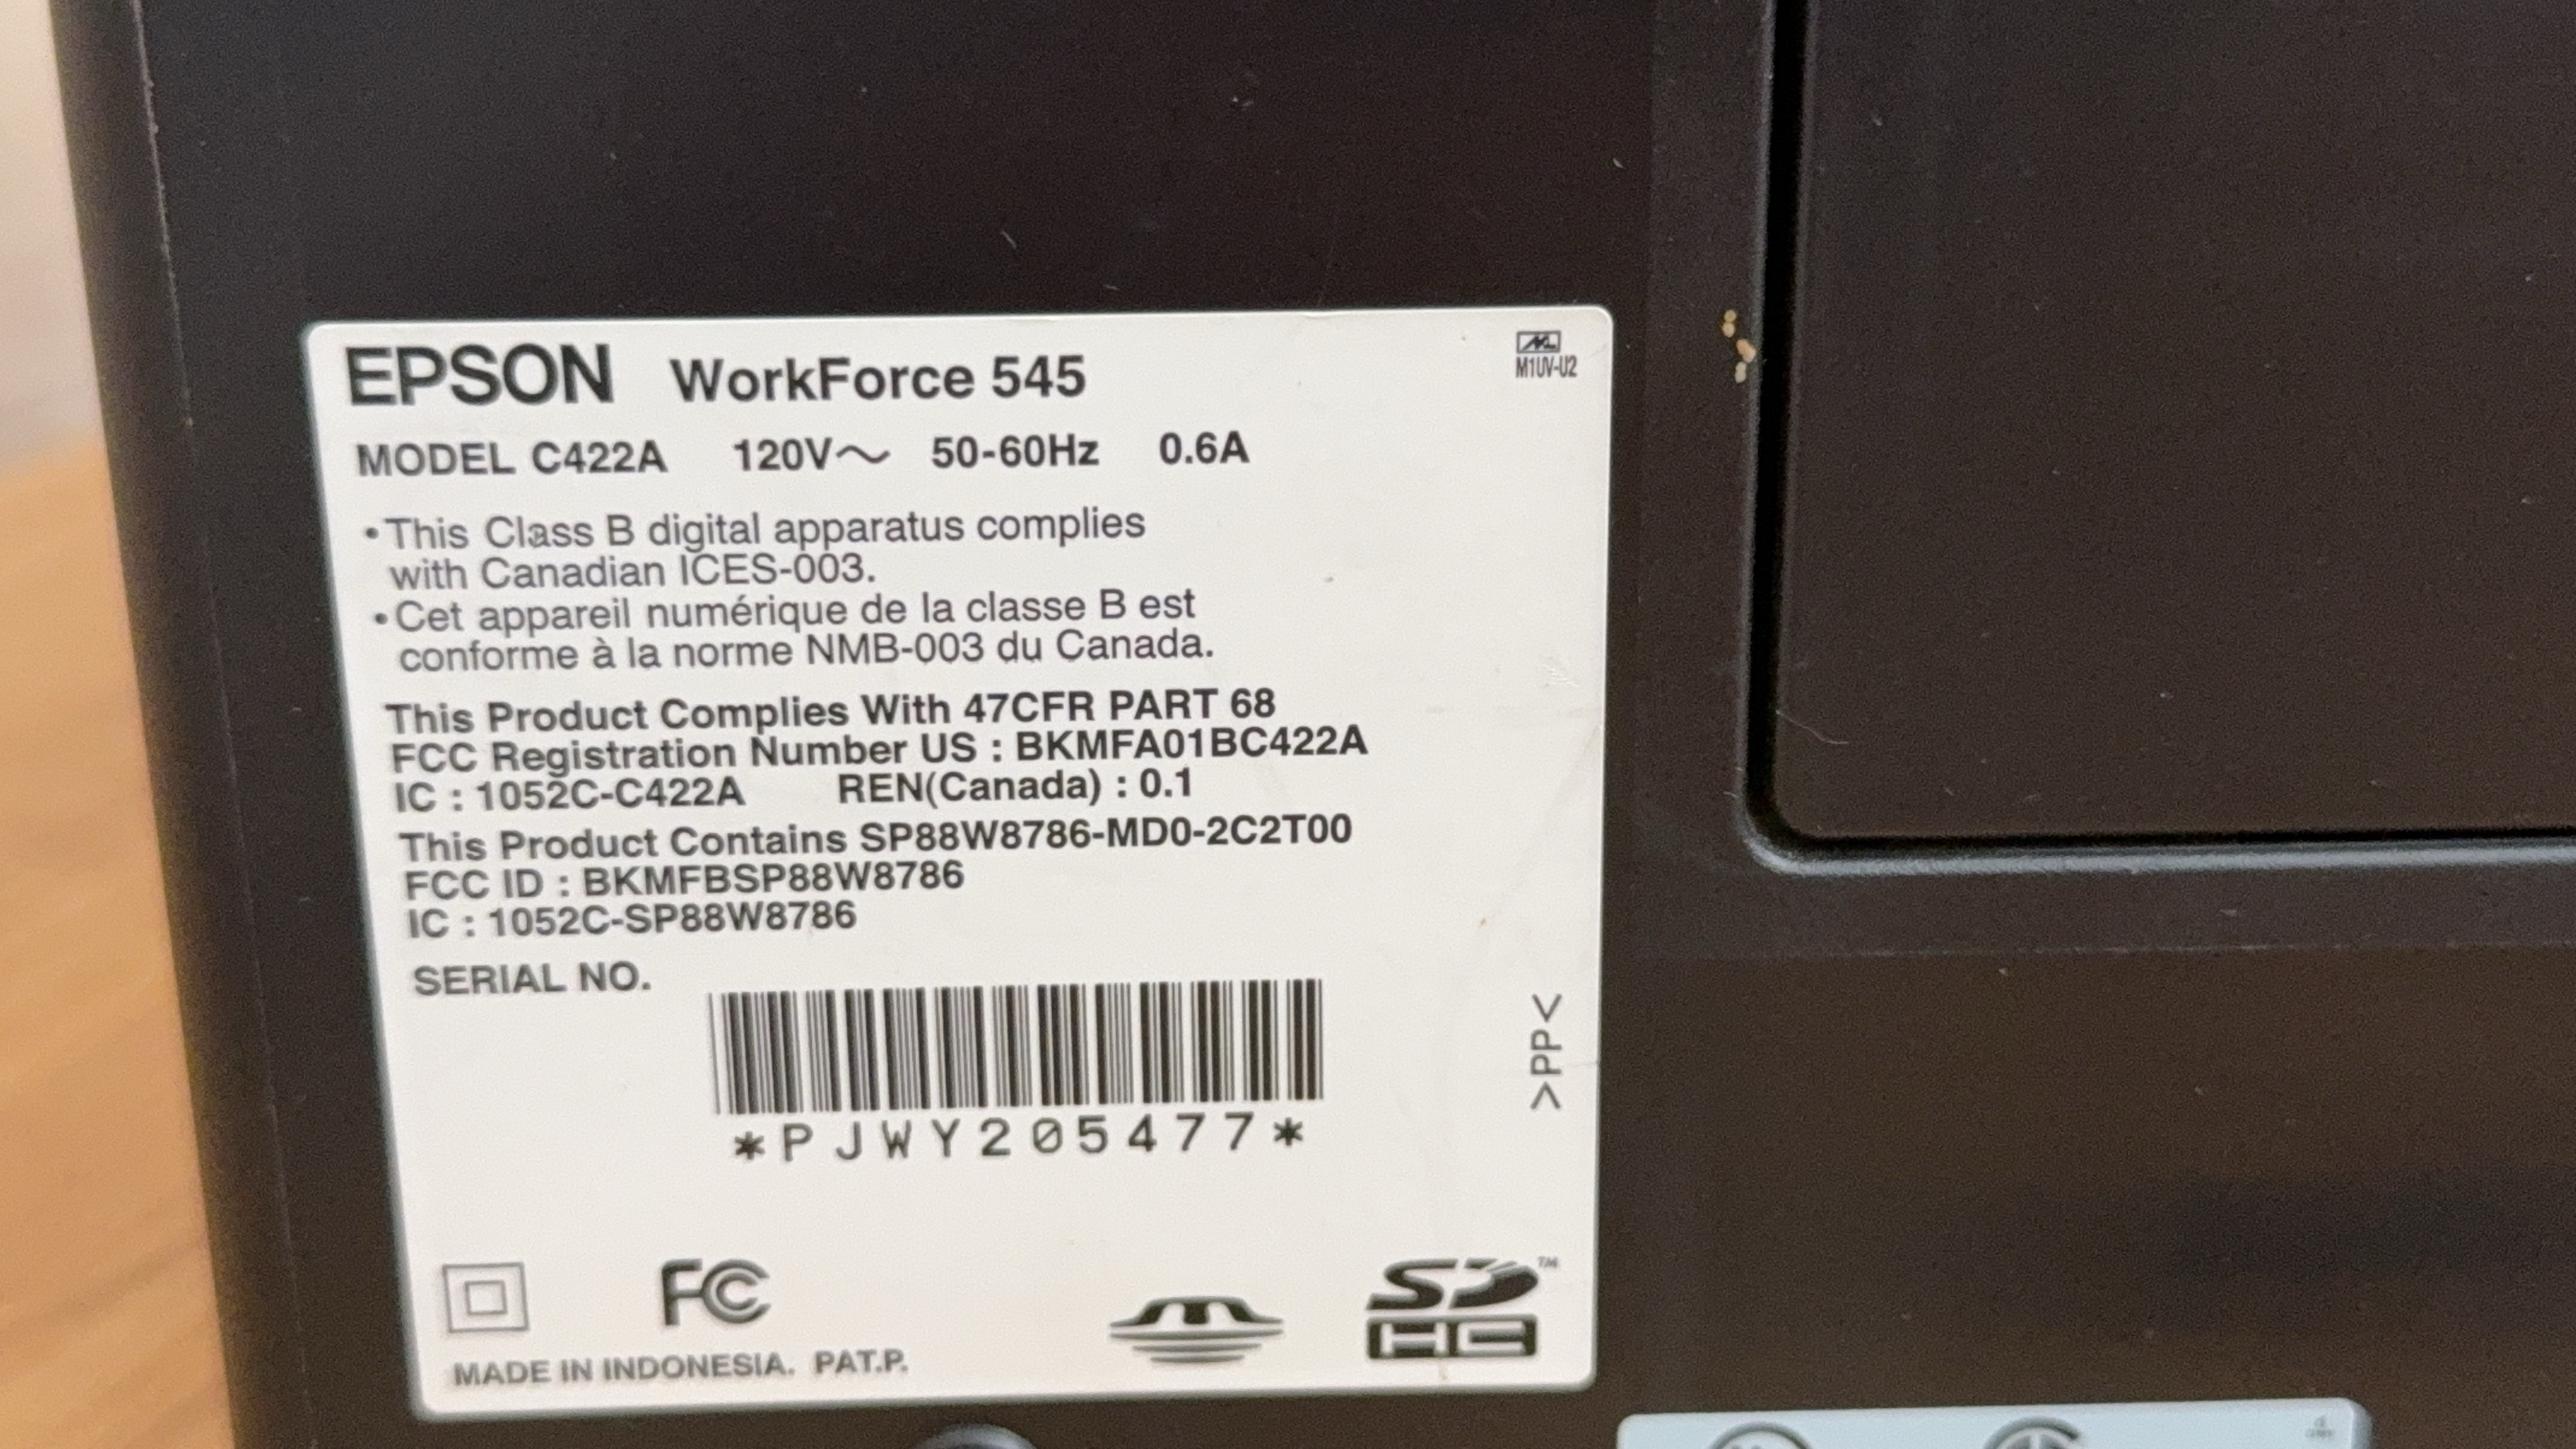 EPSON WorkForce 545
M1UV-U2
MODEL C422A 120V～ 50-60Hz 0.6A
•This Class B digital apparatus complies
with Canadian ICES-003.
•Cet appareil numérique de la classe B est
conforme à la norme NMB-003 du Canada.
This Product Complies With 47CFR PART 68
FCC Registration Number US : BKMFA01BC422A
IC : 1052C-C422A REN(Canada) : 0.1
This Product Contains SP88W8786-MD0-2C2T00
FCC ID : BKMFBSP88W8786
IC : 1052C-SP88W8786
SERIAL NO.
*PJWY205477*
>PP<
FC
SD™
HC
MADE IN INDONESIA. PAT.P.